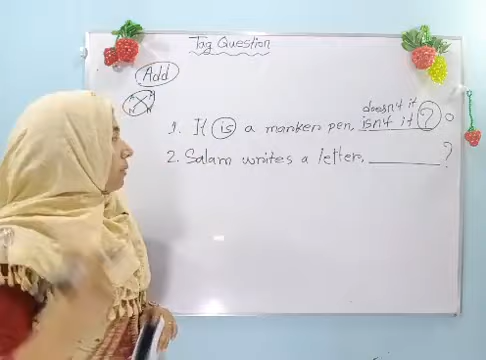 Tag Question
Add
A A
N N
doesn't it
1. It is a marker pen, isn't it ?
2. Salam writes a letter, ________ ?